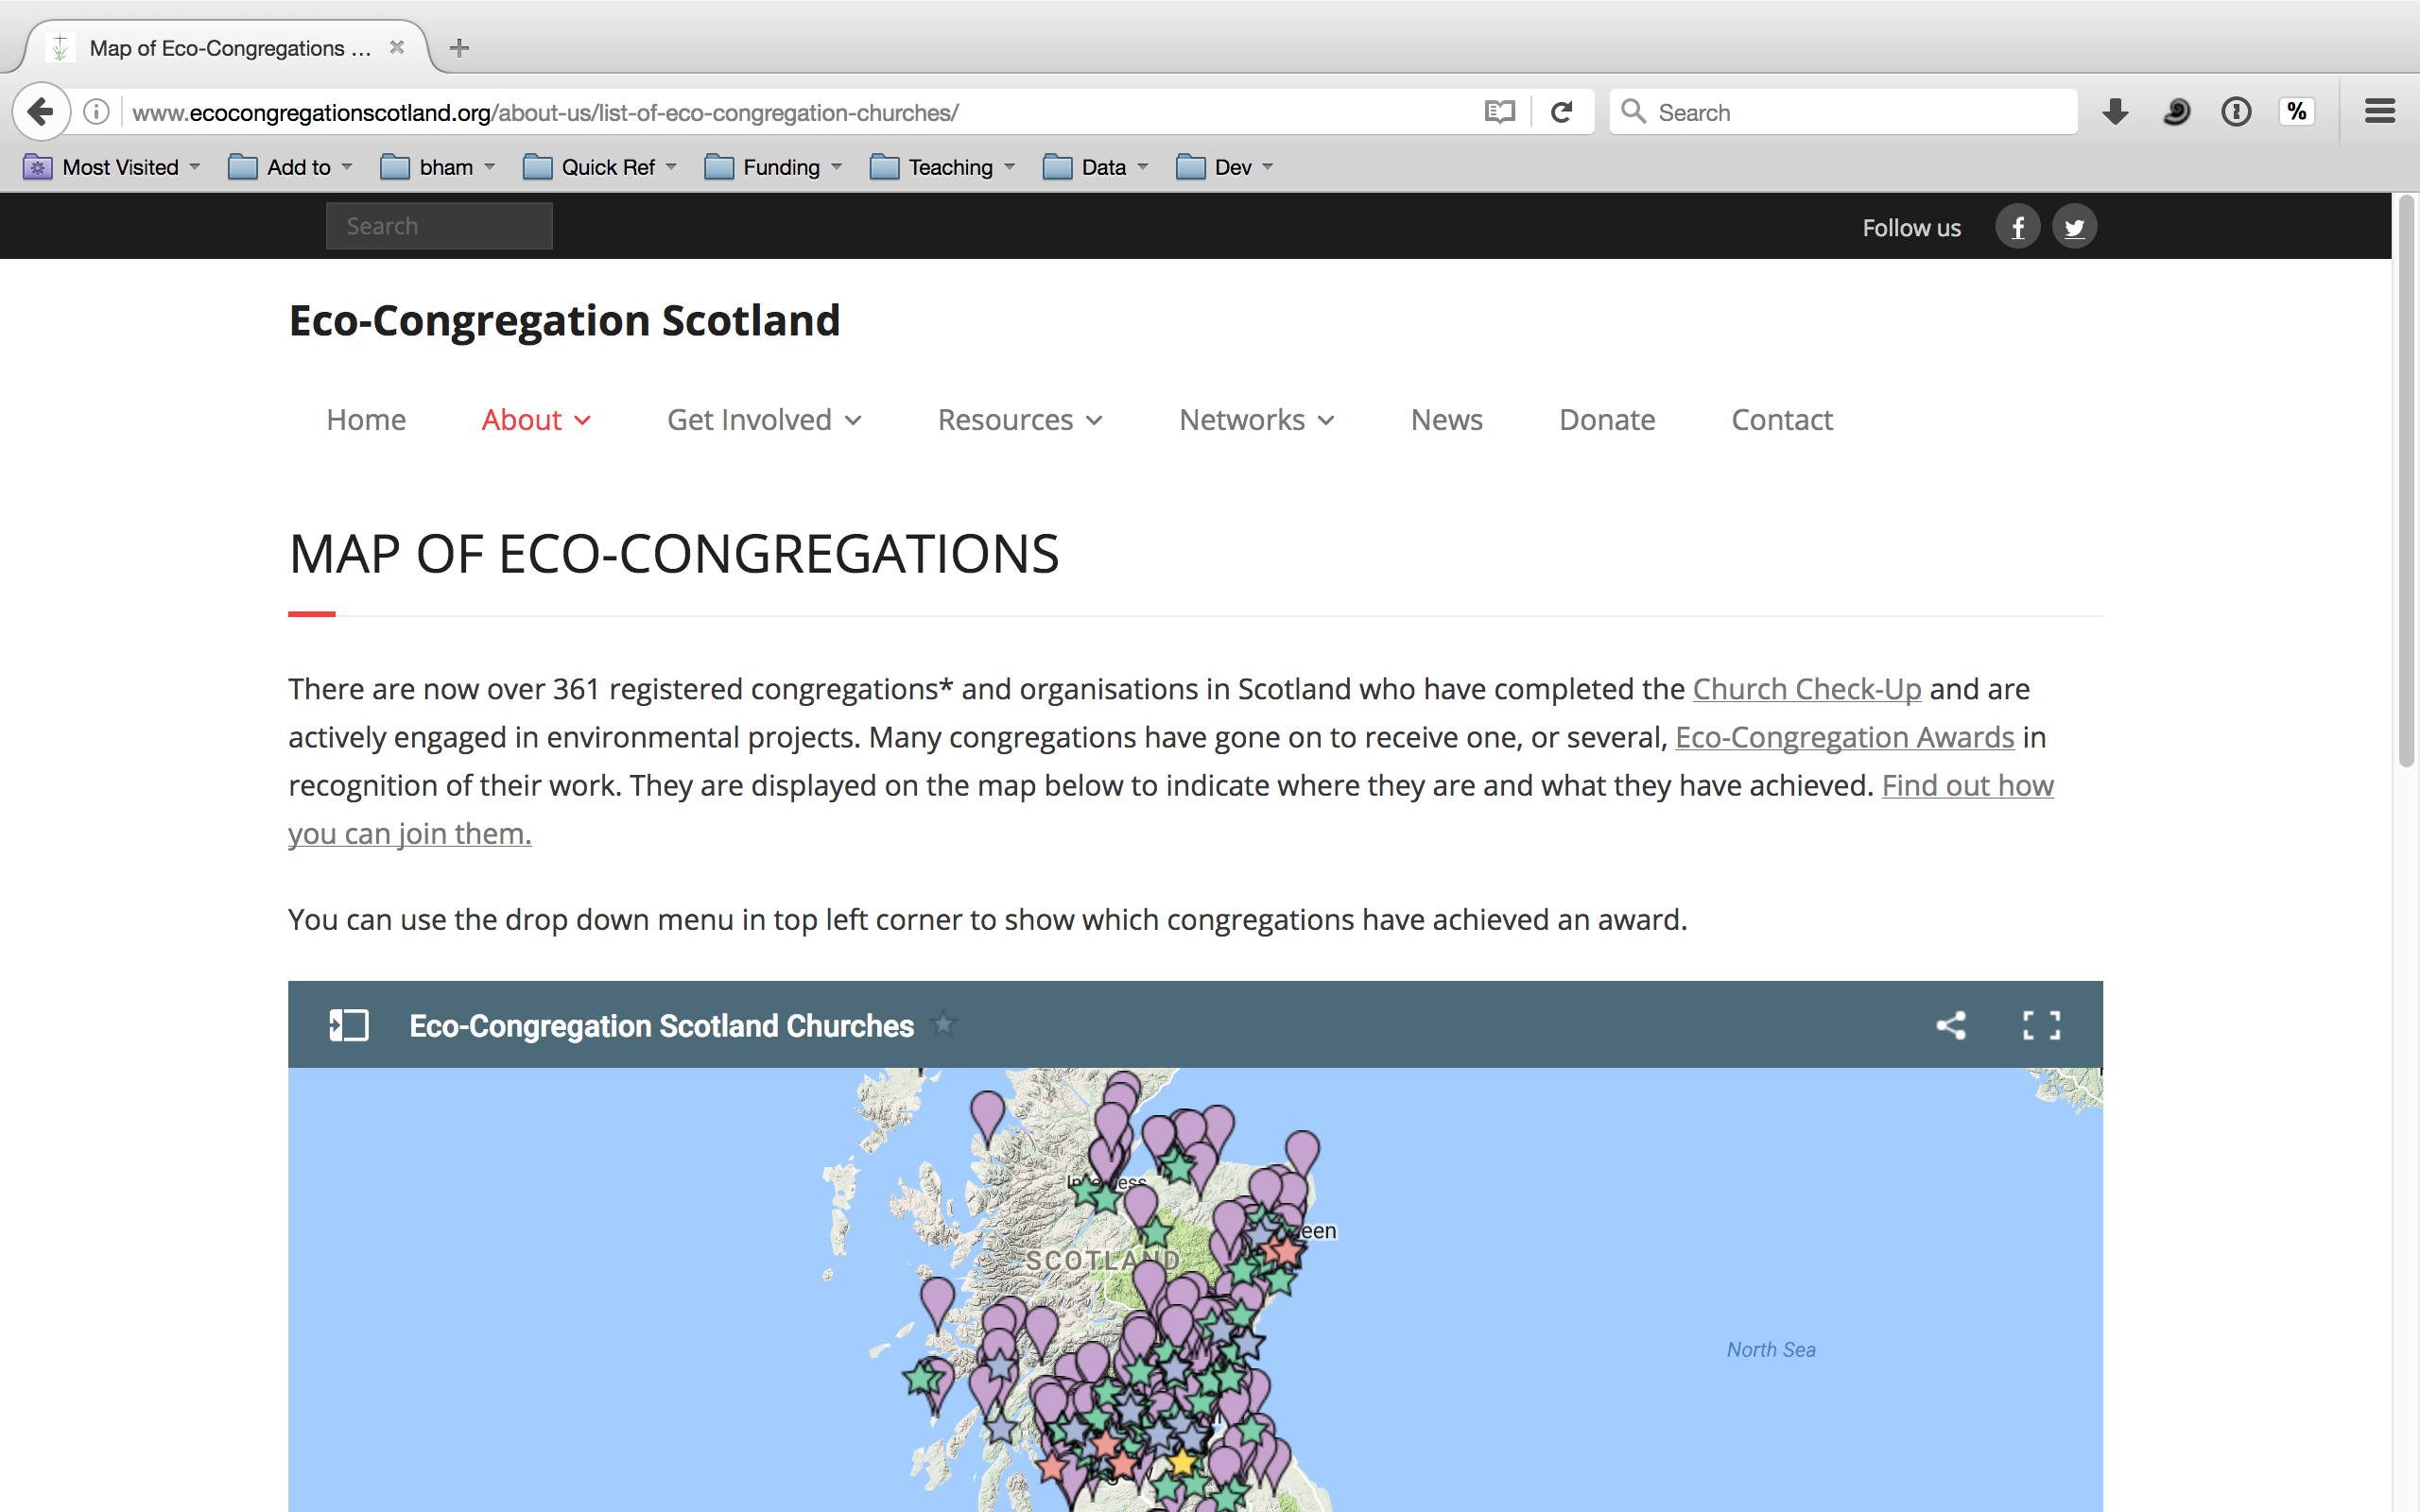 Map of Eco-Congregations ...
www.ecocongregationscotland.org/about-us/list-of-eco-congregation-churches/
Search
%
Most Visited
Add to
bham
Quick Ref
Funding
Teaching
Data
Dev
Search
Follow us
Eco-Congregation Scotland
Home
About
Get Involved
Resources
Networks
News
Donate
Contact
MAP OF ECO-CONGREGATIONS
There are now over 361 registered congregations* and organisations in Scotland who have completed the Church Check-Up and are
actively engaged in environmental projects. Many congregations have gone on to receive one, or several, Eco-Congregation Awards in
recognition of their work. They are displayed on the map below to indicate where they are and what they have achieved. Find out how
you can join them.
You can use the drop down menu in top left corner to show which congregations have achieved an award.
Eco-Congregation Scotland Churches
SCOTLAND
North Sea